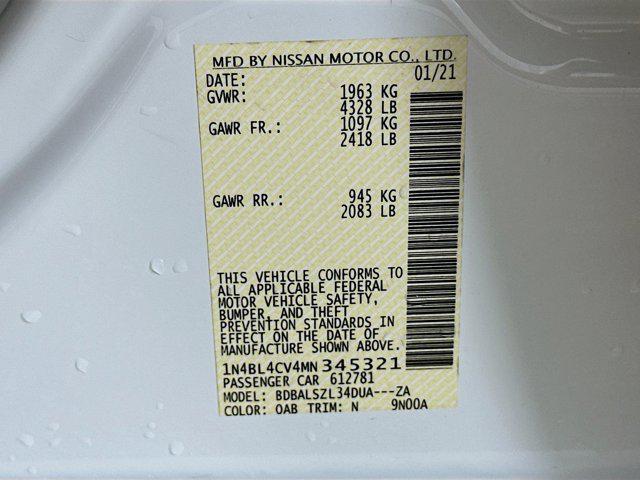 MFD BY NISSAN MOTOR CO., LTD.
DATE: 01/21
GVWR: 1963 KG
4328 LB
GAWR FR.: 1097 KG
2418 LB
GAWR RR.: 945 KG
2083 LB
THIS VEHICLE CONFORMS TO
ALL APPLICABLE FEDERAL
MOTOR VEHICLE SAFETY,
BUMPER, AND THEFT
PREVENTION STANDARDS IN
EFFECT ON THE DATE OF
MANUFACTURE SHOWN ABOVE.
1N4BL4CV4MN345321
PASSENGER CAR 612781
MODEL: BDBALSZL34DUA---ZA
COLOR: QAB TRIM: N 9N00A